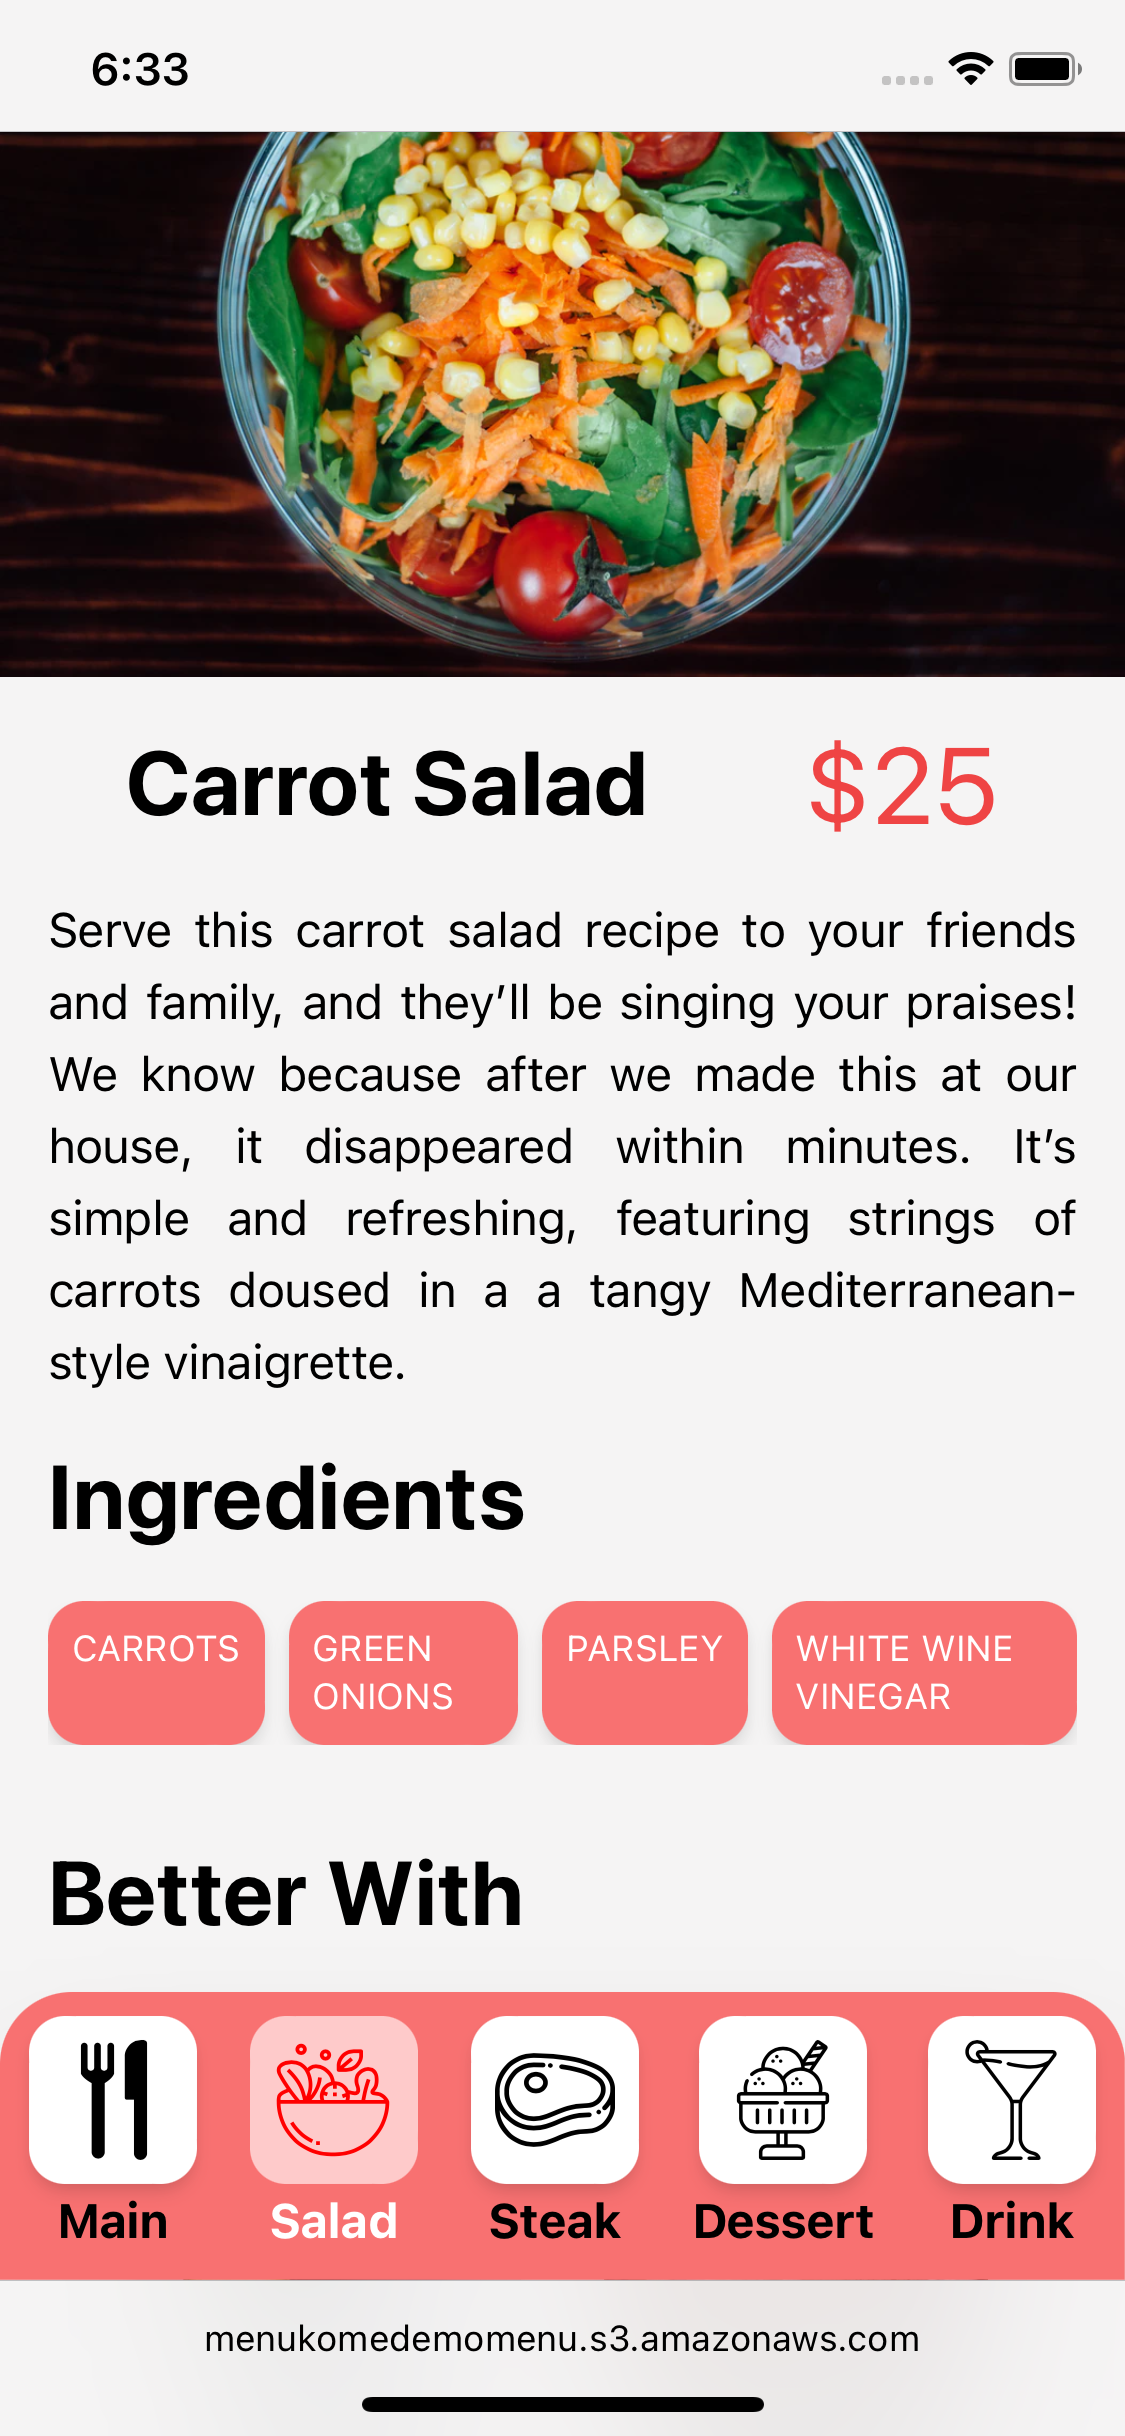 6:33
Carrot Salad
$25
Serve this carrot salad recipe to your friends
and family, and they’ll be singing your praises!
We know because after we made this at our
house, it disappeared within minutes. It’s
simple and refreshing, featuring strings of
carrots doused in a a tangy Mediterranean-
style vinaigrette.
Ingredients
CARROTS
GREEN
ONIONS
PARSLEY
WHITE WINE
VINEGAR
Better With
Main
Salad
Steak
Dessert
Drink
menukomedemomenu.s3.amazonaws.com